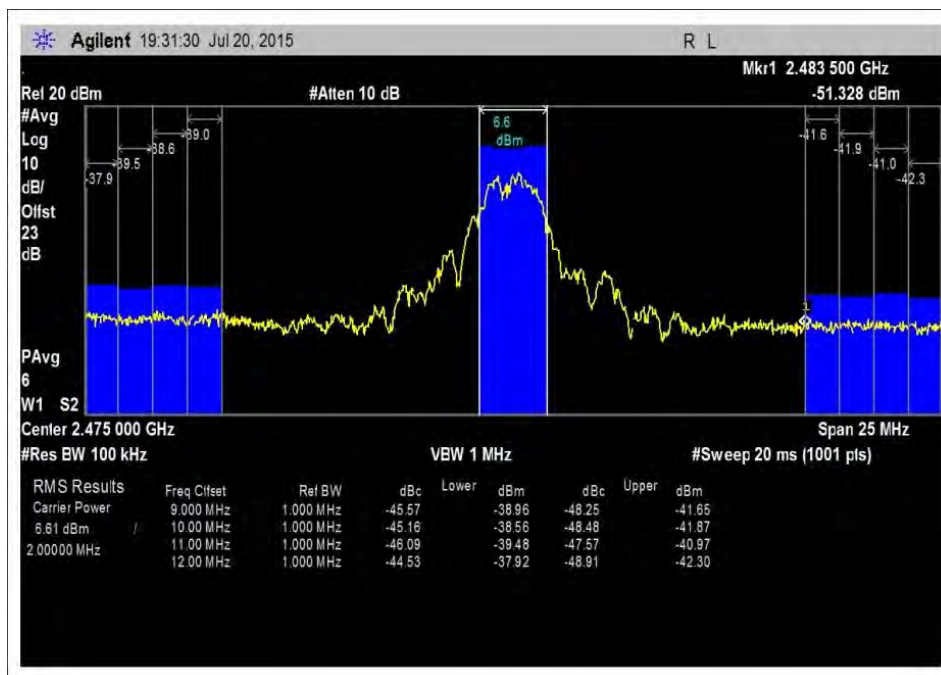 Agilent 19:31:30 Jul 20, 2015 R L
Mkr1 2.483 500 GHz
Ref 20 dBm #Atten 10 dB -51.328 dBm
#Avg
Log
10
dB/
Offst
23
dB
6.6
dBm
-37.9 -39.5 -38.6 -39.0
-41.6 -41.9 -41.0 -42.3
1
PAvg
6
W1 S2
Center 2.475 000 GHz Span 25 MHz
#Res BW 100 kHz VBW 1 MHz #Sweep 20 ms (1001 pts)
RMS Results Freq Offset Ref BW dBc Lower dBm dBc Upper dBm
Carrier Power 9.000 MHz 1.000 MHz -45.57 -38.96 -48.25 -41.65
6.61 dBm / 10.00 MHz 1.000 MHz -45.16 -38.56 -48.48 -41.87
2.00000 MHz 11.00 MHz 1.000 MHz -46.09 -39.48 -47.57 -40.97
12.00 MHz 1.000 MHz -44.53 -37.92 -48.91 -42.30